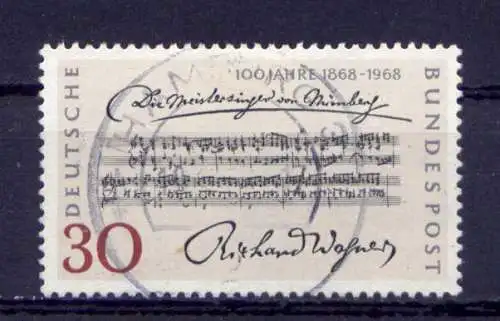 100 JAHRE 1868-1968
Die Meistersinger von Nürnberg
DEUTSCHE
BUNDESPOST
30
Richard Wagner